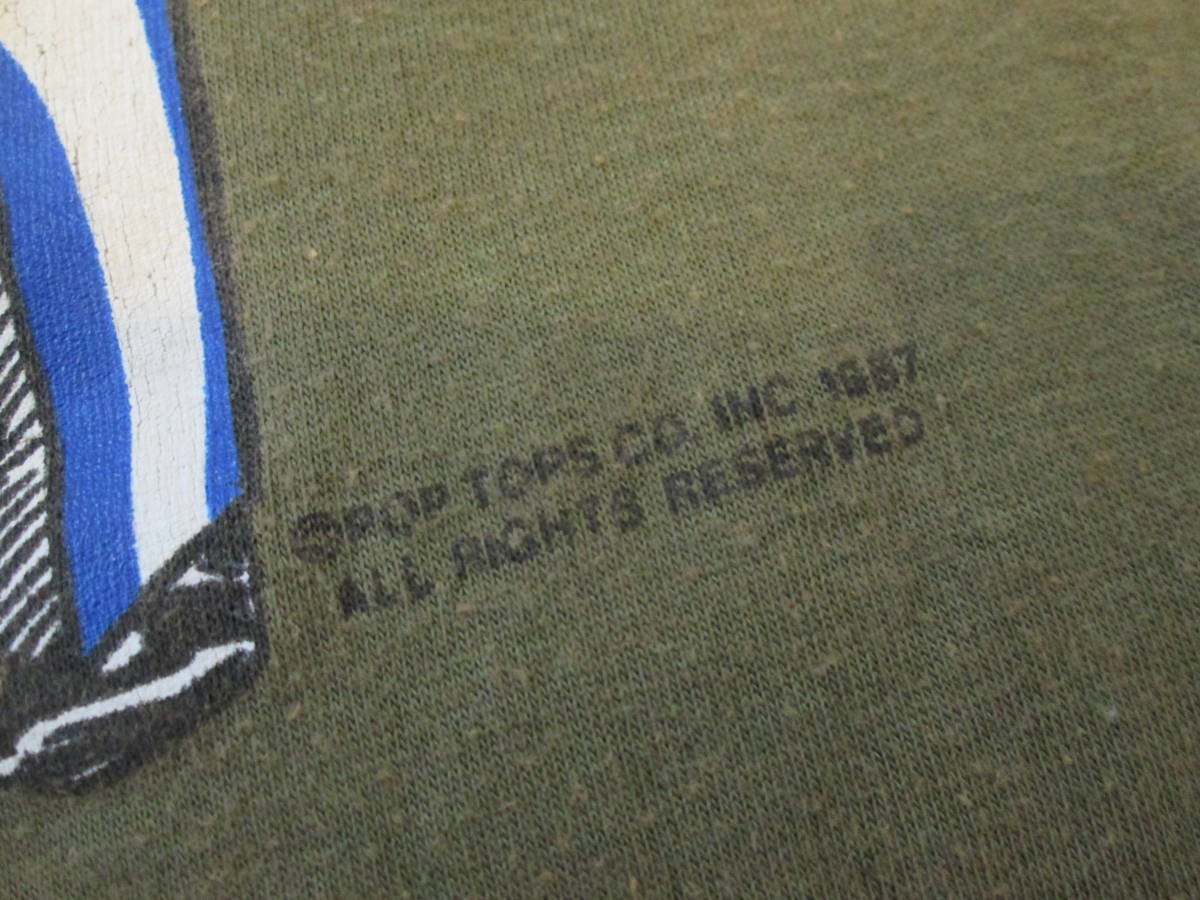 ©POP TOPS CO. INC. 1987
ALL RIGHTS RESERVED